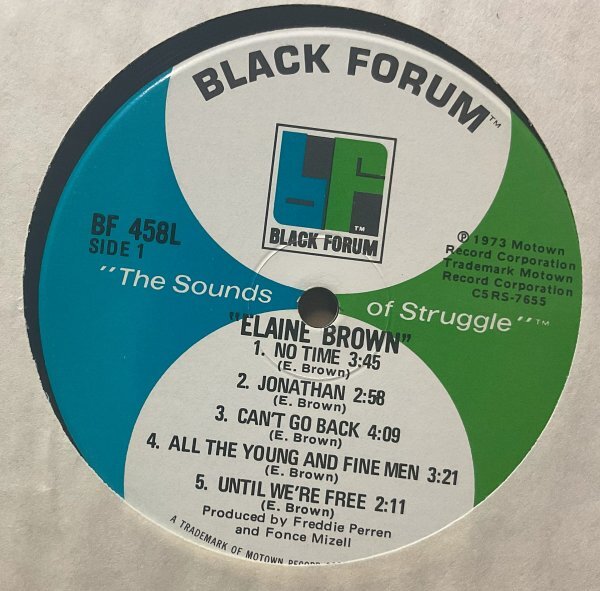 BLACK FORUM™
bF™
BLACK FORUM
BF 458L
SIDE 1
℗ 1973 Motown
Record Corporation
Trademark Motown
Record Corporation
C5RS-7655
"The Sounds of Struggle"™
"ELAINE BROWN"
1. NO TIME 3:45
(E. Brown)
2. JONATHAN 2:58
(E. Brown)
3. CAN'T GO BACK 4:09
(E. Brown)
4. ALL THE YOUNG AND FINE MEN 3:21
(E. Brown)
5. UNTIL WE'RE FREE 2:11
(E. Brown)
Produced by Freddie Perren
and Fonce Mizell
A TRADEMARK OF MOTOWN RECORD